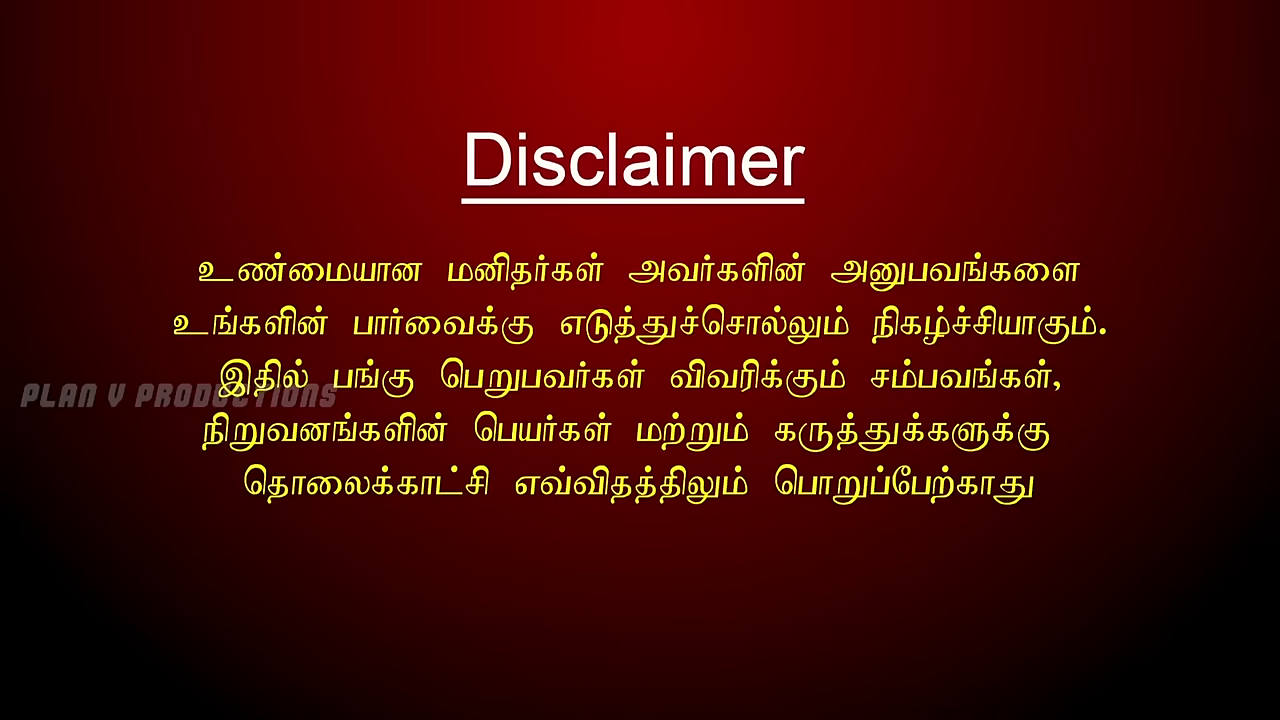 Disclaimer
உண்மையான மனிதர்கள் அவர்களின் அனுபவங்களை
உங்களின் பார்வைக்கு எடுத்துச்சொல்லும் நிகழ்ச்சியாகும்.
இதில் பங்கு பெறுபவர்கள் விவரிக்கும் சம்பவங்கள்,
PLAN V PRODUCTIONS
நிறுவனங்களின் பெயர்கள் மற்றும் கருத்துக்களுக்கு
தொலைக்காட்சி எவ்விதத்திலும் பொறுப்பேற்காது